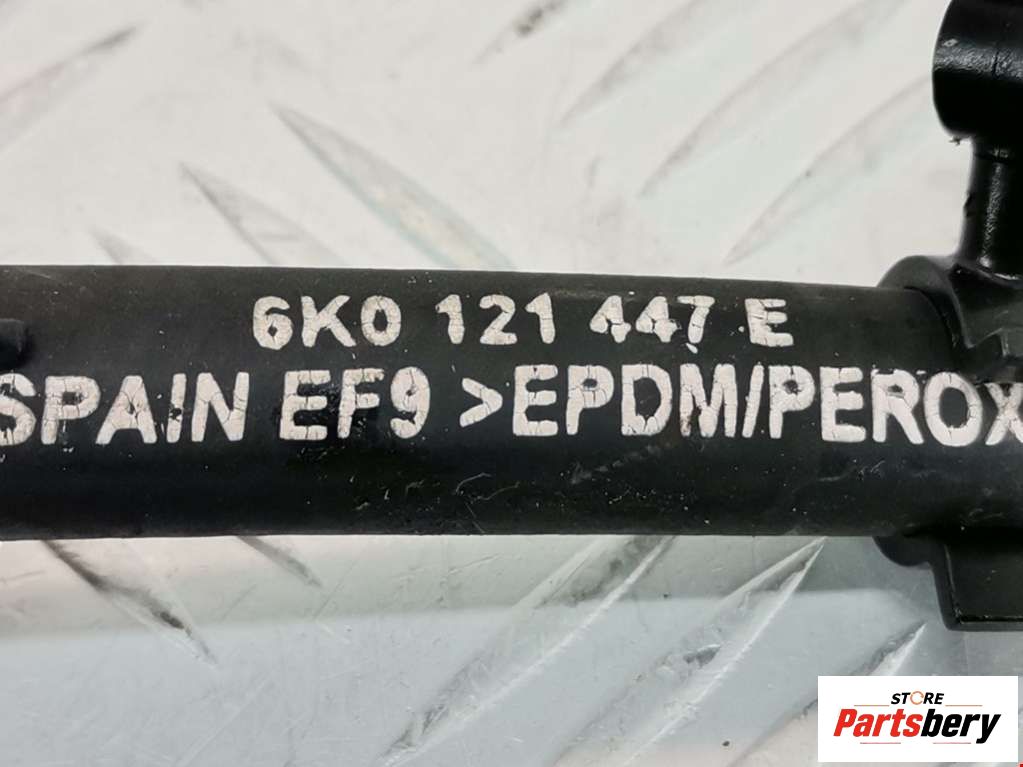 6K0 121 447 E
SPAIN EF9 >EPDM/PEROX
STORE
Partsbery